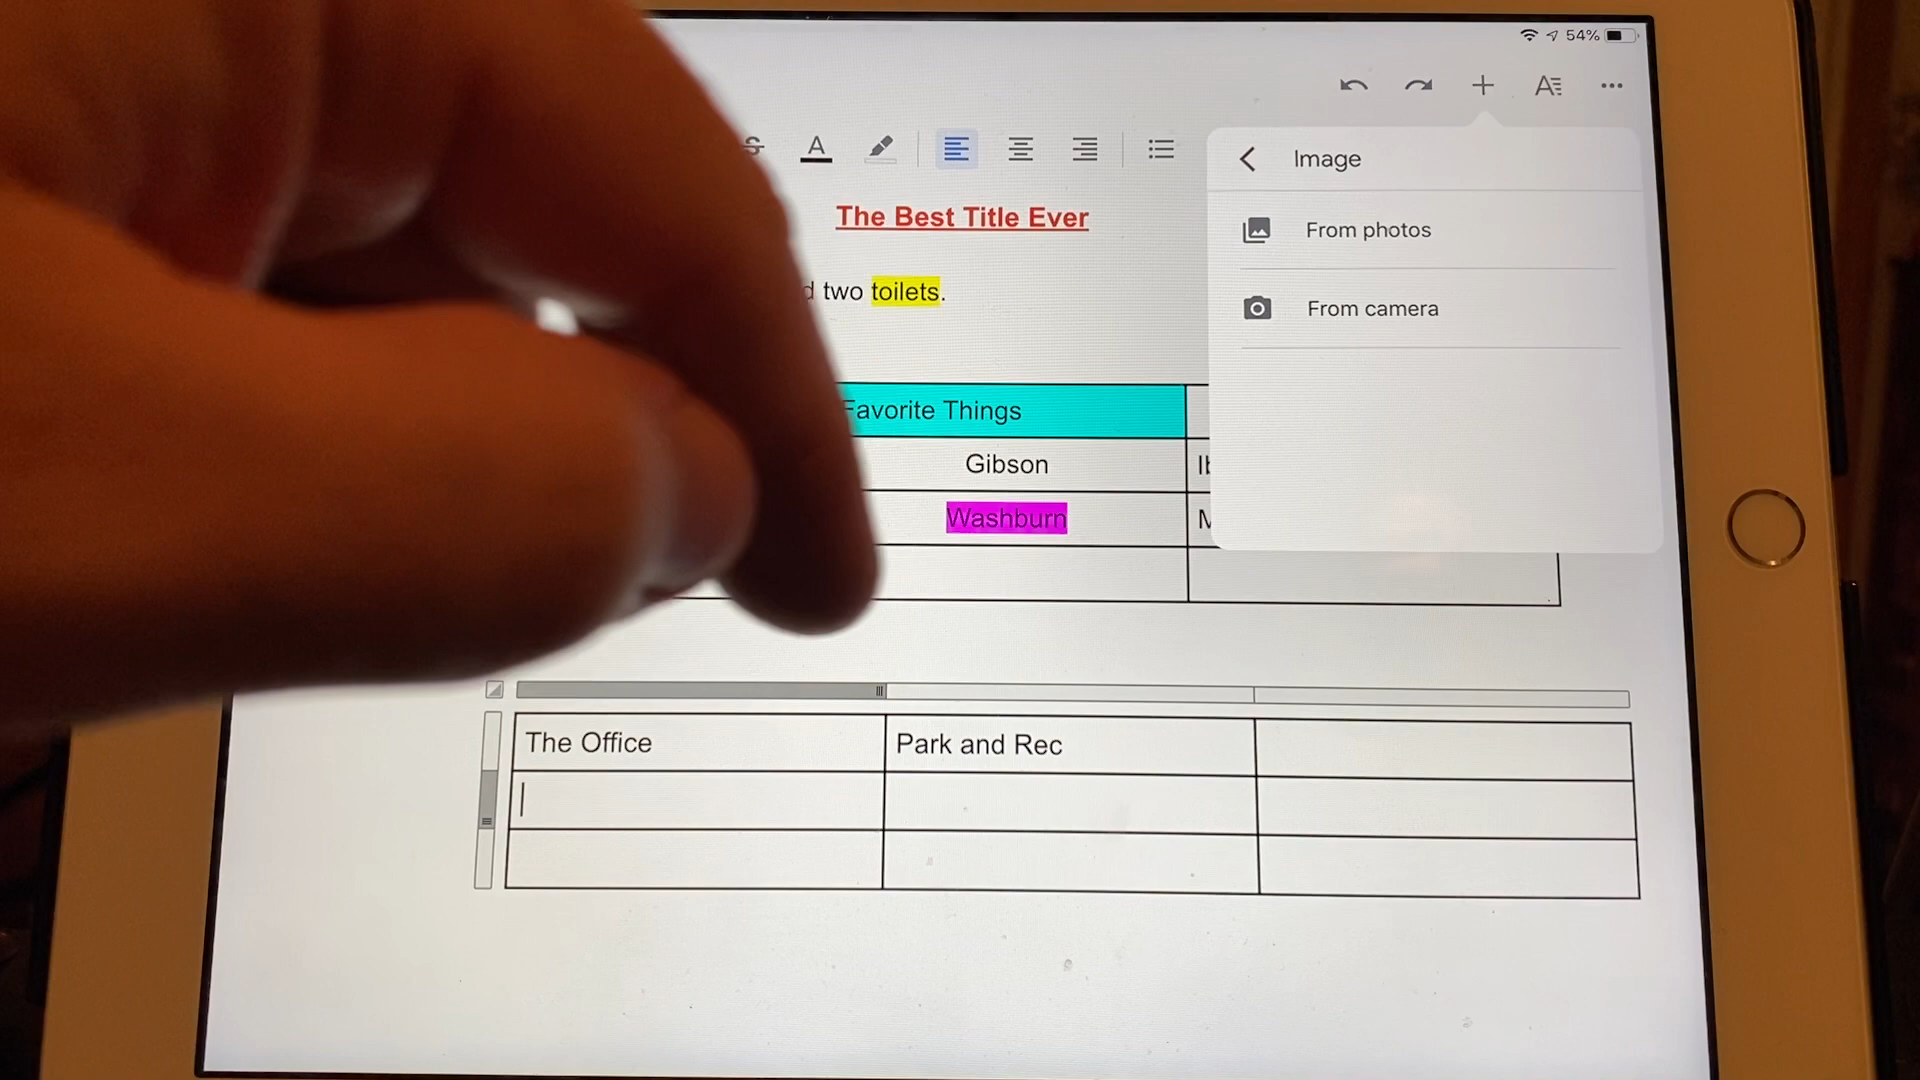 54%
A
Image
The Best Title Ever
From photos
two toilets.
From camera
Favorite Things
Gibson
Washburn
The Office
Park and Rec